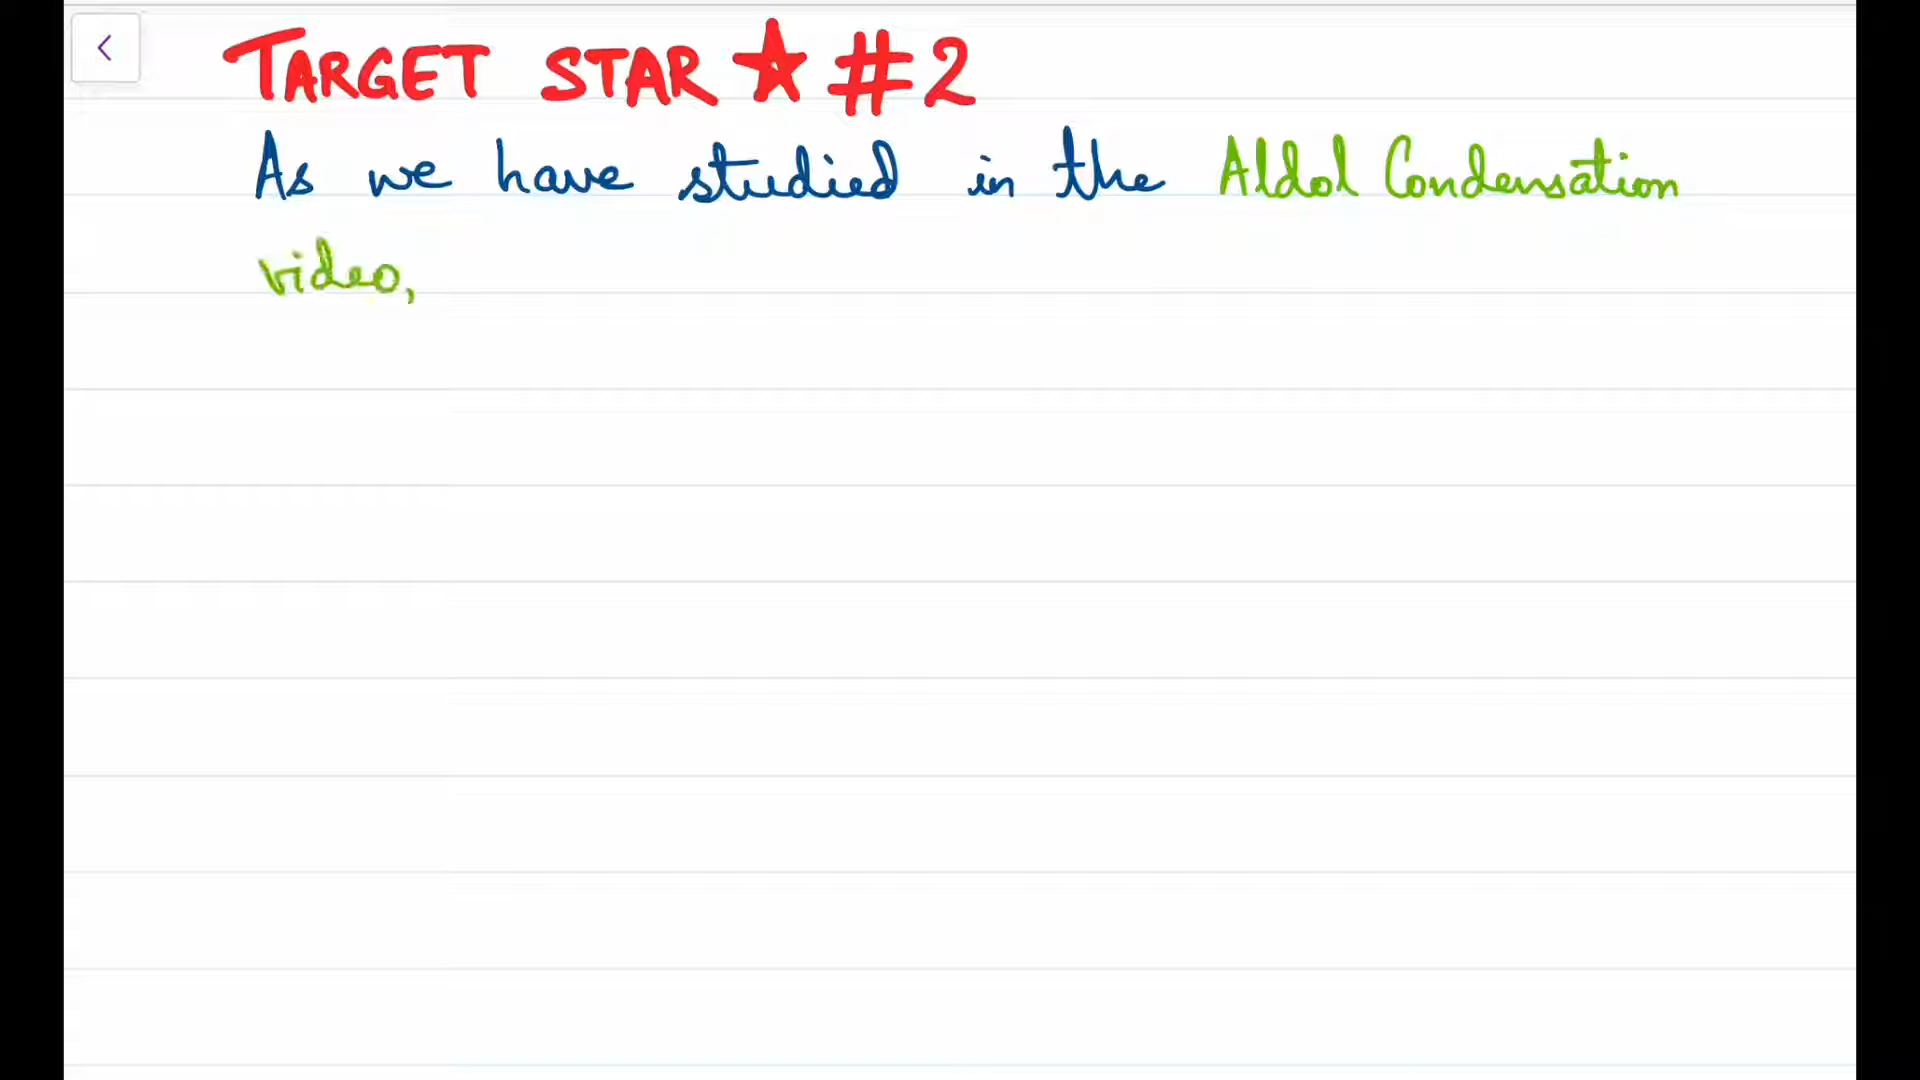 TARGET STAR ★ #2
As we have studied in the Aldol Condensation
video,